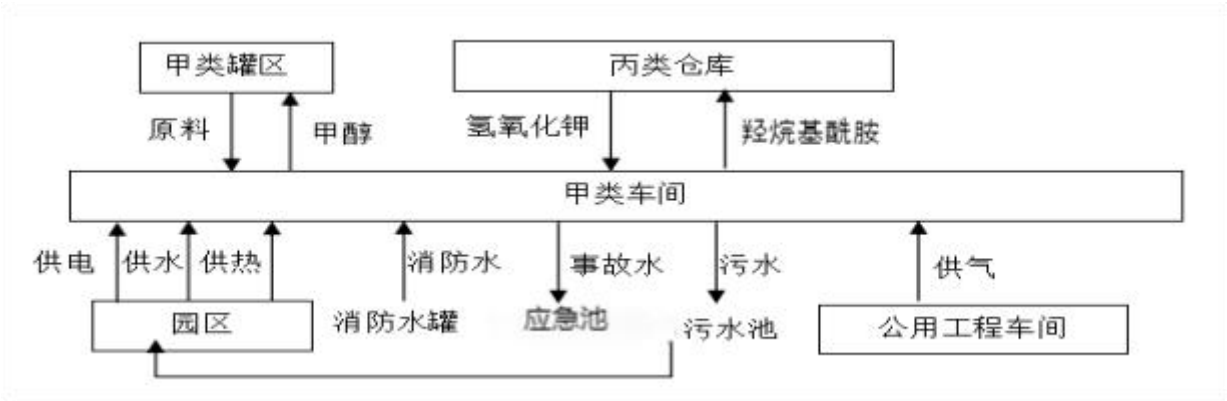 甲类罐区
丙类仓库
原料
甲醇
氢氧化钾
羟烷基酰胺
甲类车间
供电
供水
供热
消防水
事故水
污水
供气
园区
消防水罐
应急池
污水池
公用工程车间